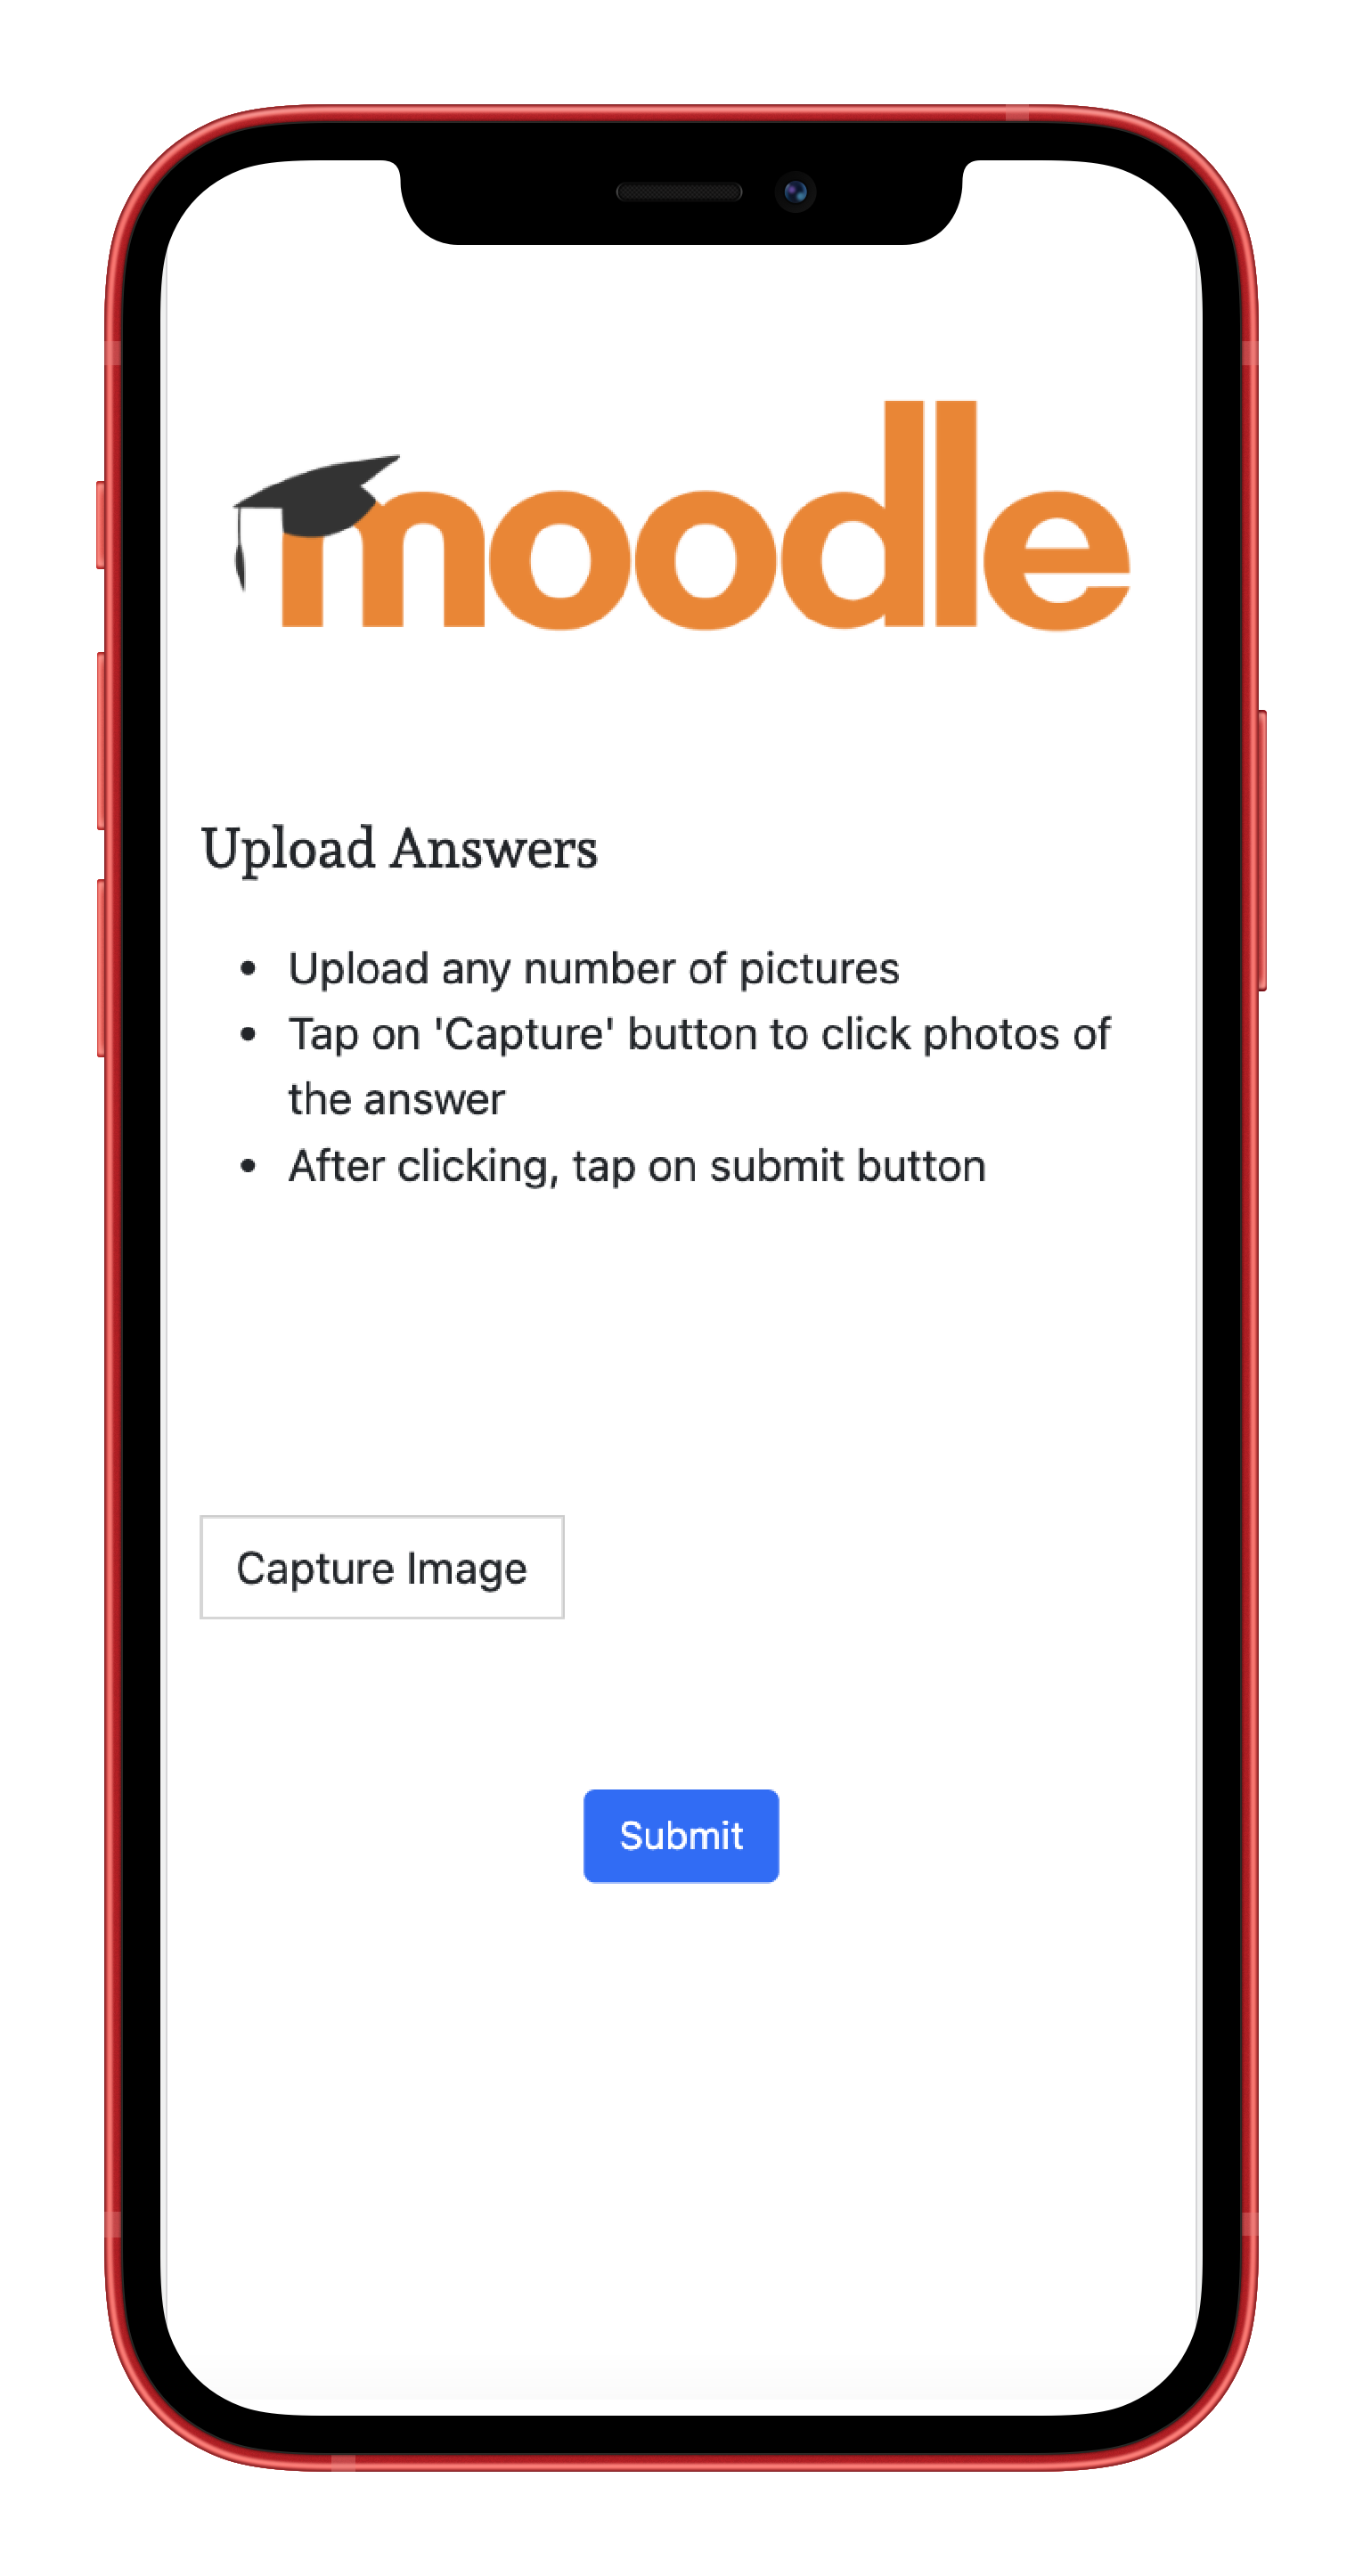 moodle
Upload Answers
• Upload any number of pictures
• Tap on 'Capture' button to click photos of
the answer
• After clicking, tap on submit button
Capture Image
Submit